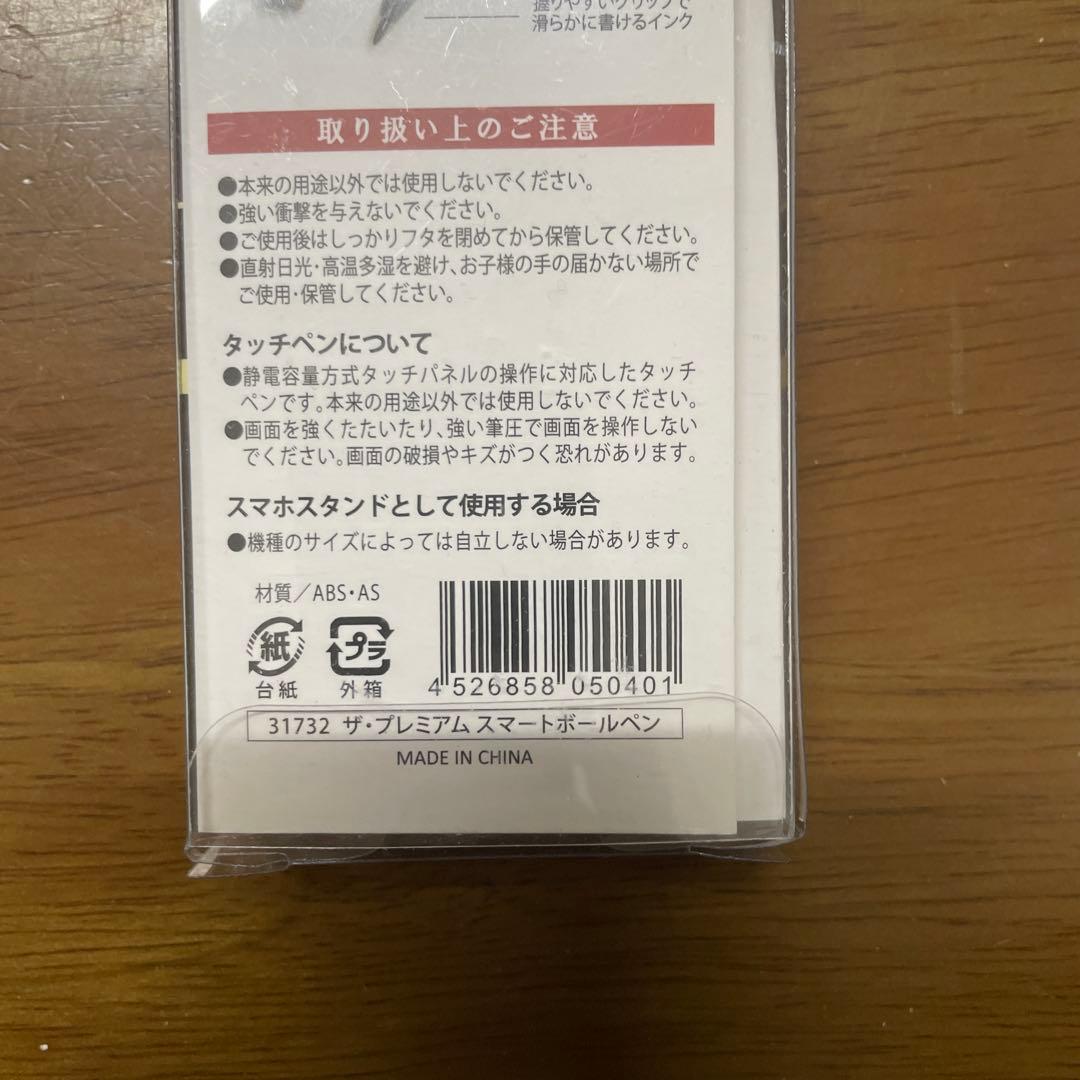 握りやすいグリップで
滑らかに書けるインク
取り扱い上のご注意
●本来の用途以外では使用しないでください。
●強い衝撃を与えないでください。
●ご使用後はしっかりフタを閉めてから保管してください。
●直射日光・高温多湿を避け、お子様の手の届かない場所で
ご使用・保管してください。
タッチペンについて
●静電容量方式タッチパネルの操作に対応したタッチ
ペンです。本来の用途以外では使用しないでください。
●画面を強くたたいたり、強い筆圧で画面を操作しない
でください。画面の破損やキズがつく恐れがあります。
スマホスタンドとして使用する場合
●機種のサイズによっては自立しない場合があります。
材質／ABS・AS
紙 プラ
台紙 外箱
4 526858 050401
31732 ザ・プレミアム スマートボールペン
MADE IN CHINA